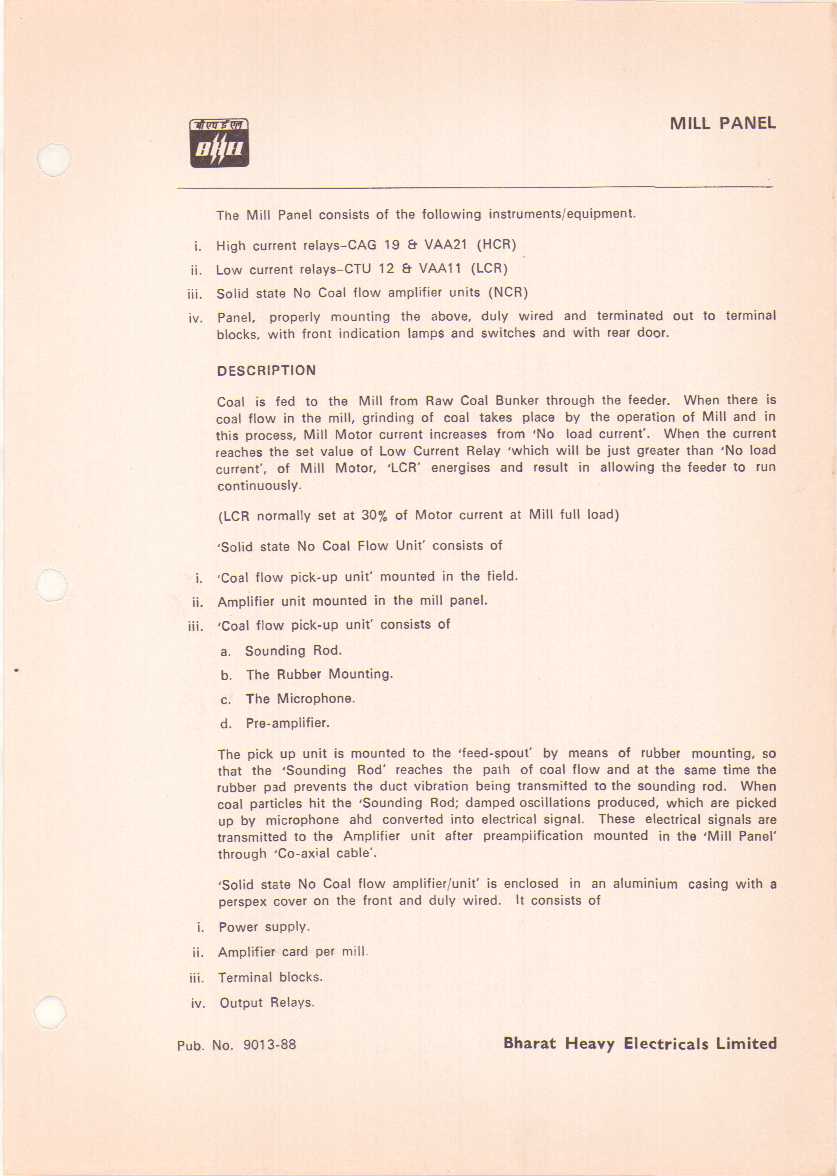 बी एच ई एल
MILL PANEL
BHEL
The Mill Panel consists of the following instruments/equipment.
i. High current relays–CAG 19 & VAA21 (HCR)
ii. Low current relays–CTU 12 & VAA11 (LCR)
iii. Solid state No Coal flow amplifier units (NCR)
iv. Panel, properly mounting the above, duly wired and terminated out to terminal
blocks, with front indication lamps and switches and with rear door.
DESCRIPTION
Coal is fed to the Mill from Raw Coal Bunker through the feeder. When there is
coal flow in the mill, grinding of coal takes place by the operation of Mill and in
this process, Mill Motor current increases from ‘No load current’. When the current
reaches the set value of Low Current Relay ‘which will be just greater than ‘No load
current’, of Mill Motor, ‘LCR’ energises and result in allowing the feeder to run
continuously.
(LCR normally set at 30% of Motor current at Mill full load)
‘Solid state No Coal Flow Unit’ consists of
i. ‘Coal flow pick-up unit’ mounted in the field.
ii. Amplifier unit mounted in the mill panel.
iii. ‘Coal flow pick-up unit’ consists of
a. Sounding Rod.
b. The Rubber Mounting.
c. The Microphone.
d. Pre-amplifier.
The pick up unit is mounted to the ‘feed-spout’ by means of rubber mounting, so
that the ‘Sounding Rod’ reaches the path of coal flow and at the same time the
rubber pad prevents the duct vibration being transmitted to the sounding rod. When
coal particles hit the ‘Sounding Rod; damped oscillations produced, which are picked
up by microphone ahd converted into electrical signal. These electrical signals are
transmitted to the Amplifier unit after preampiification mounted in the ‘Mill Panel’
through ‘Co-axial cable’.
‘Solid state No Coal flow amplifier/unit’ is enclosed in an aluminium casing with a
perspex cover on the front and duly wired. It consists of
i. Power supply.
ii. Amplifier card per mill.
iii. Terminal blocks.
iv. Output Relays.
Pub. No. 9013-88
Bharat Heavy Electricals Limited